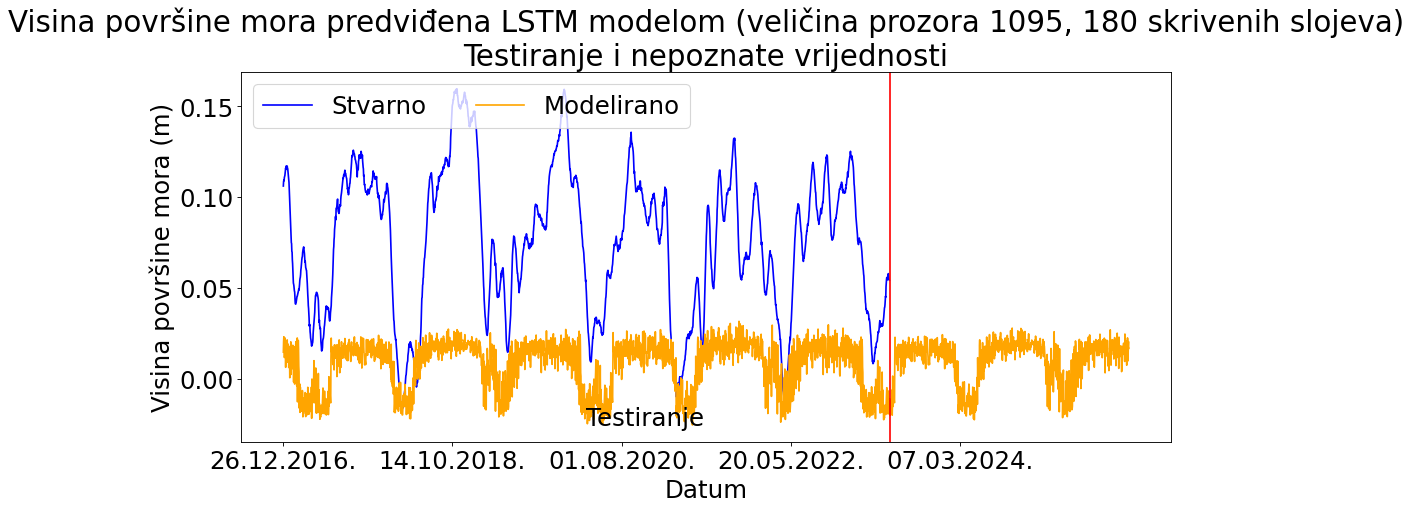 Visina površine mora predviđena LSTM modelom (veličina prozora 1095, 180 skrivenih slojeva)
Testiranje i nepoznate vrijednosti
Stvarno
Modelirano
0.15
0.10
0.05
0.00
Visina površine mora (m)
Testiranje
26.12.2016.
14.10.2018.
01.08.2020.
20.05.2022.
07.03.2024.
Datum